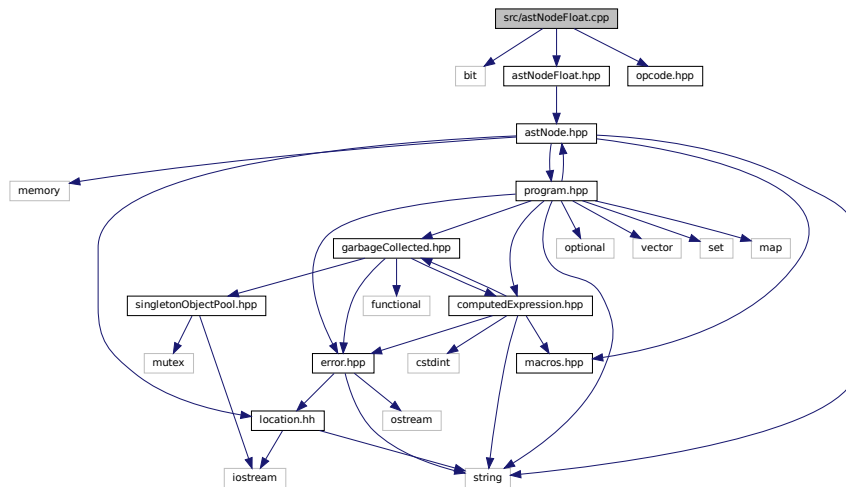 src/astNodeFloat.cpp
bit
astNodeFloat.hpp
opcode.hpp
astNode.hpp
memory
program.hpp
garbageCollected.hpp
optional
vector
set
map
singletonObjectPool.hpp
functional
computedExpression.hpp
mutex
error.hpp
cstdint
macros.hpp
location.hh
ostream
iostream
string